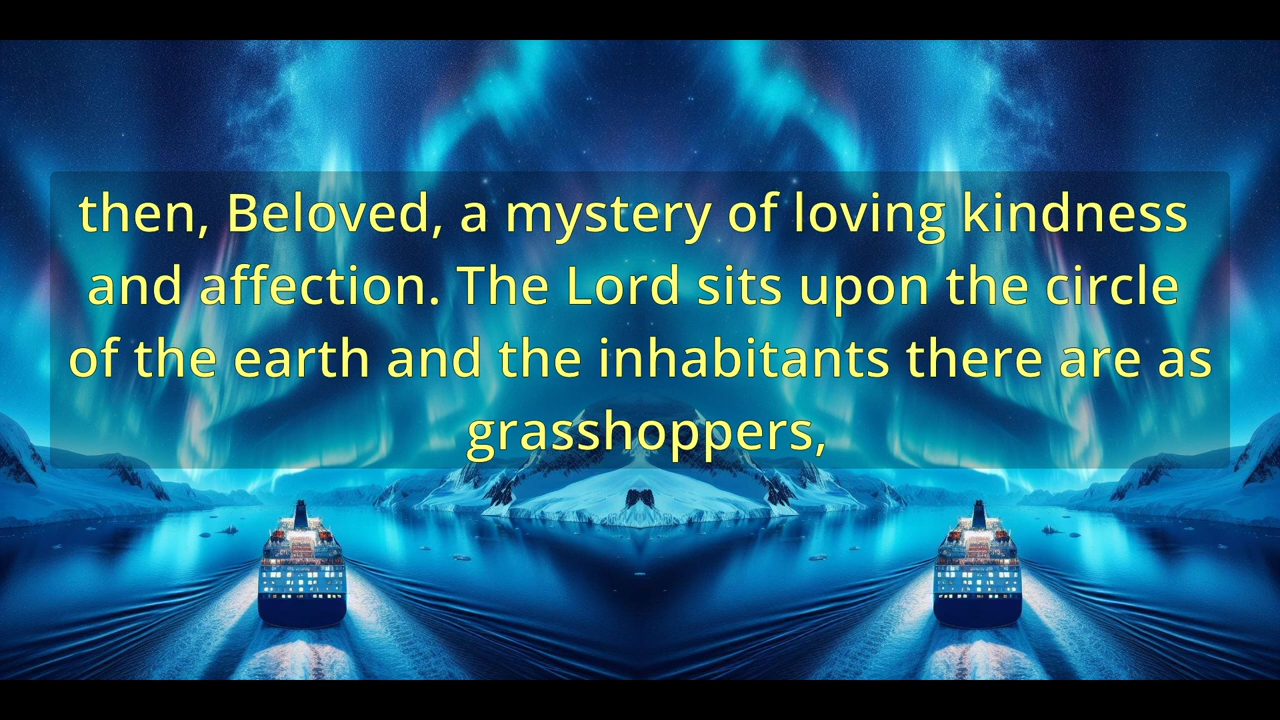 then, Beloved, a mystery of loving kindness
and affection. The Lord sits upon the circle
of the earth and the inhabitants there are as
grasshoppers,